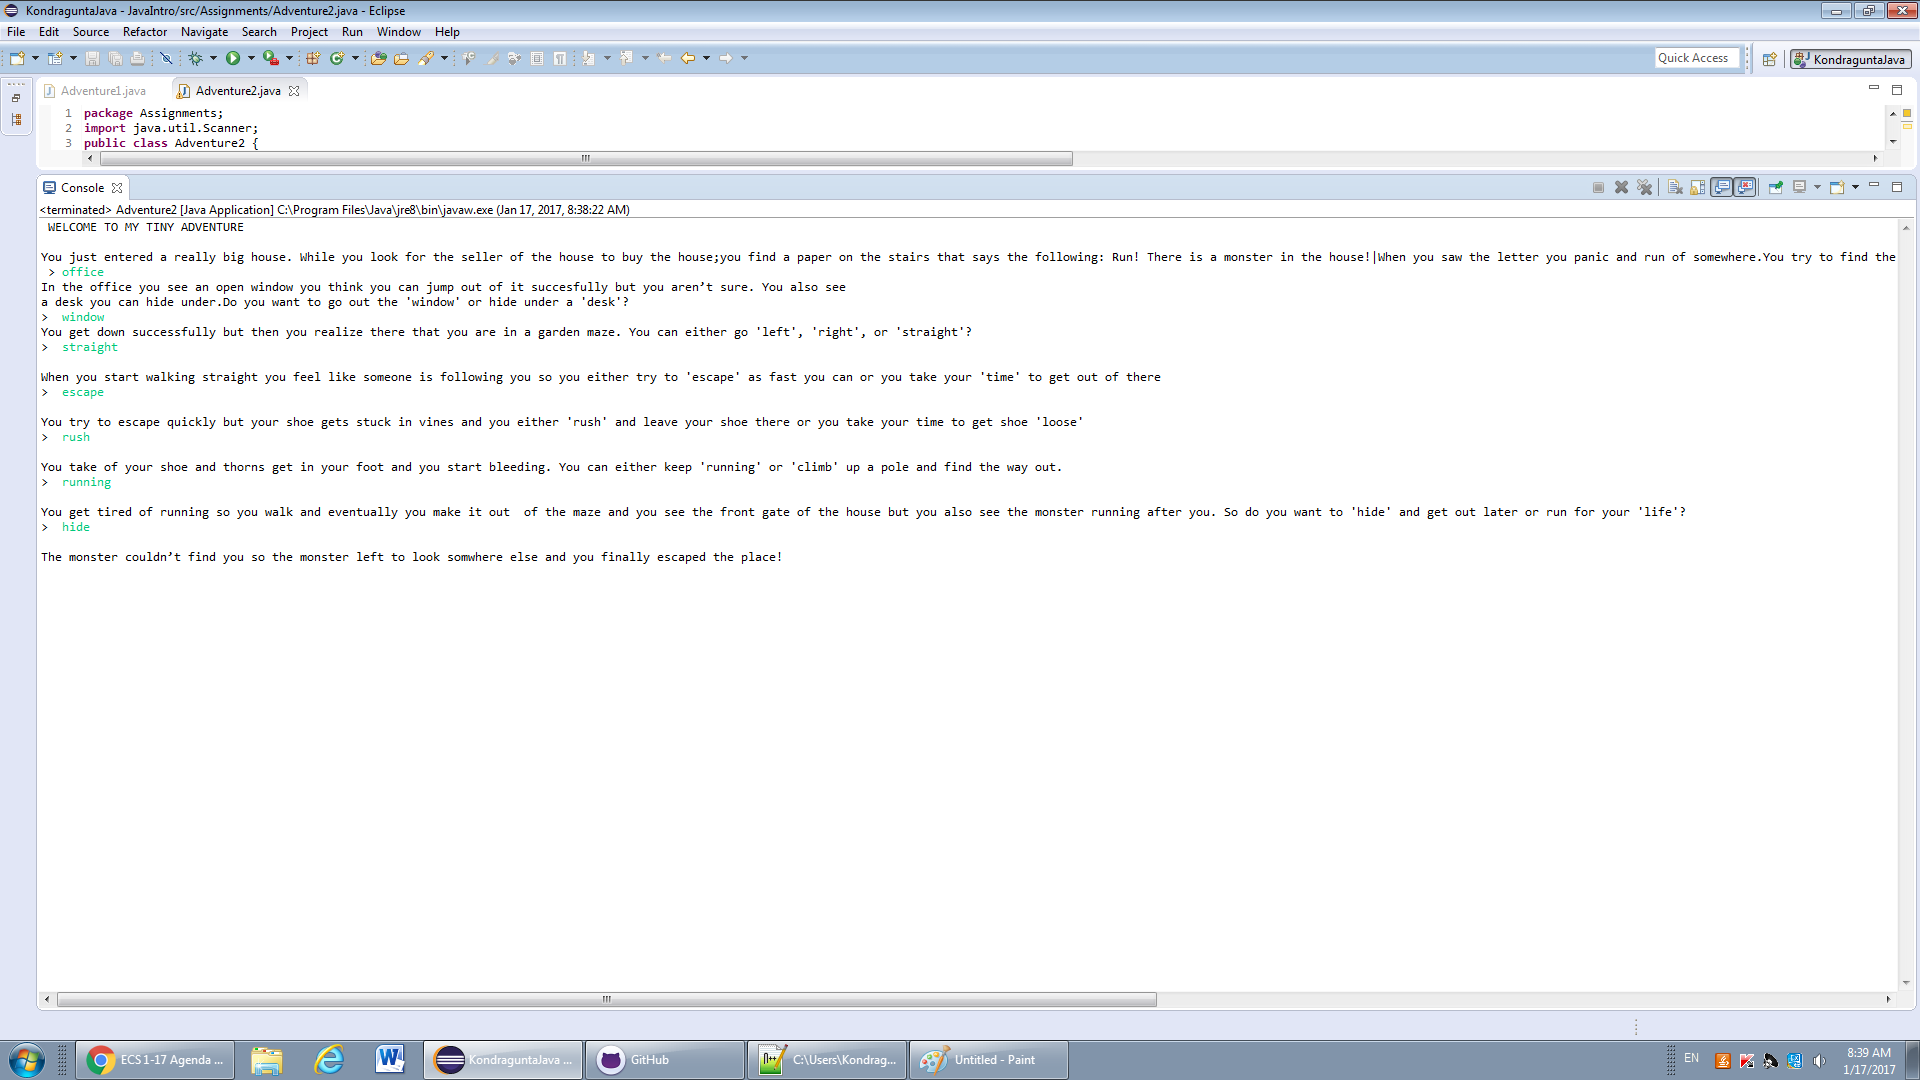 KondraguntaJava - JavaIntro/src/Assignments/Adventure2.java - Eclipse
File Edit Source Refactor Navigate Search Project Run Window Help
Quick Access
KondraguntaJava
Adventure1.java Adventure2.java
1 package Assignments;
2 import java.util.Scanner;
3 public class Adventure2 {
Console
<terminated> Adventure2 [Java Application] C:\Program Files\Java\jre8\bin\javaw.exe (Jan 17, 2017, 8:38:22 AM)
WELCOME TO MY TINY ADVENTURE
You just entered a really big house. While you look for the seller of the house to buy the house;you find a paper on the stairs that says the following: Run! There is a monster in the house!|When you saw the letter you panic and run of somewhere.You try to find the
> office
In the office you see an open window you think you can jump out of it succesfully but you aren’t sure. You also see
a desk you can hide under.Do you want to go out the 'window' or hide under a 'desk'?
> window
You get down successfully but then you realize there that you are in a garden maze. You can either go 'left', 'right', or 'straight'?
> straight
When you start walking straight you feel like someone is following you so you either try to 'escape' as fast you can or you take your 'time' to get out of there
> escape
You try to escape quickly but your shoe gets stuck in vines and you either 'rush' and leave your shoe there or you take your time to get shoe 'loose'
> rush
You take of your shoe and thorns get in your foot and you start bleeding. You can either keep 'running' or 'climb' up a pole and find the way out.
> running
You get tired of running so you walk and eventually you make it out  of the maze and you see the front gate of the house but you also see the monster running after you. So do you want to 'hide' and get out later or run for your 'life'?
> hide
The monster couldn’t find you so the monster left to look somwhere else and you finally escaped the place!
ECS 1-17 Agenda ...
KondraguntaJava ...
GitHub
C:\Users\Kondrag...
Untitled - Paint
EN
8:39 AM
1/17/2017